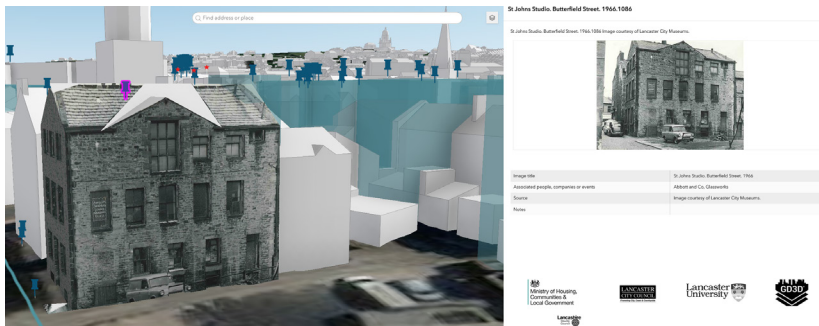 Find address or place
St Johns Studio. Butterfield Street. 1966.1086
St Johns Studio. Butterfield Street. 1966.1086 Image courtesy of Lancaster City Museums.
Image title St Johns Studio. Butterfield Street. 1966
Associated people, companies or events Abbott and Co. Glassworks
Source Image courtesy of Lancaster City Museums.
Notes
Ministry of Housing,
Communities &
Local Government
LANCASTER
CITY COUNCIL
Lancaster
University
GD3D
Lancashire